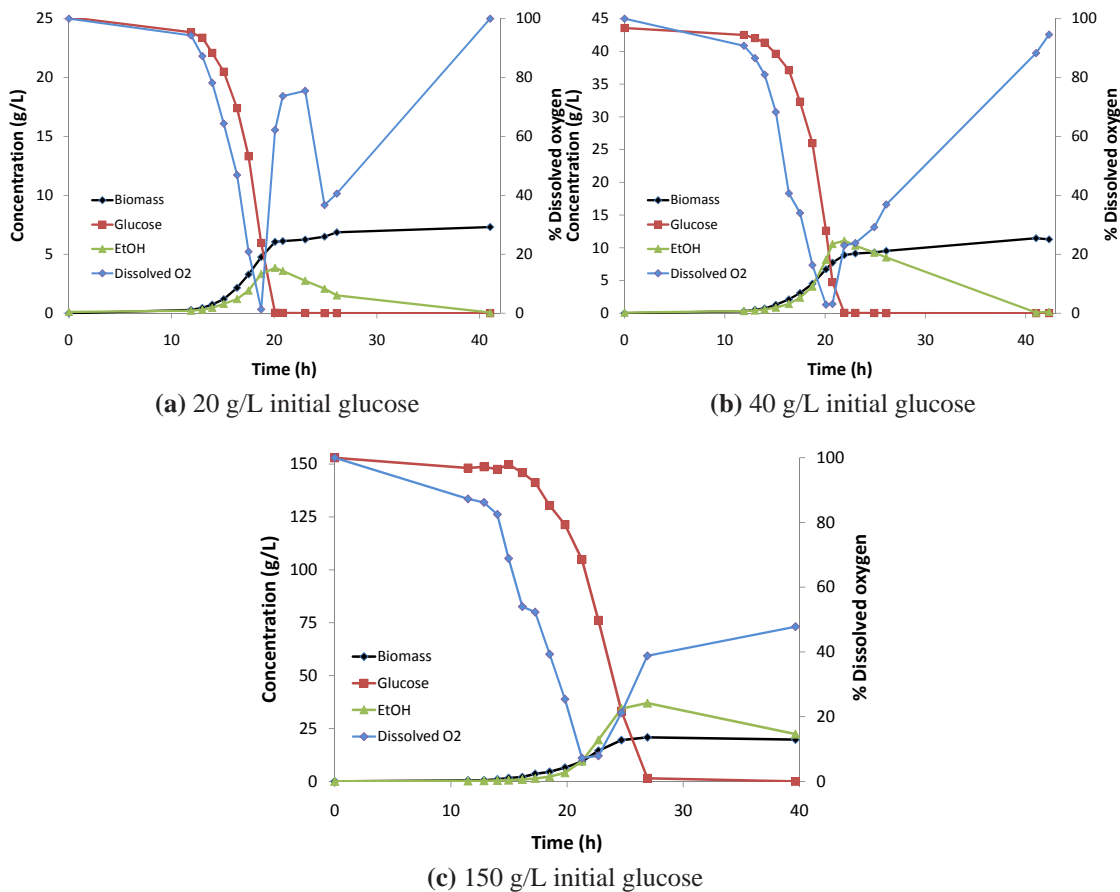 25
20
15
10
5
0
Concentration (g/L)
Biomass
Glucose
EtOH
Dissolved O2
100
80
60
40
20
0
% Dissolved oxygen
0 10 20 30 40
Time (h)
(a) 20 g/L initial glucose
45
40
35
30
25
20
15
10
5
0
Concentration (g/L)
Biomass
Glucose
EtOH
Dissolved O2
100
80
60
40
20
0
% Dissolved oxygen
0 10 20 30 40
Time (h)
(b) 40 g/L initial glucose
150
125
100
75
50
25
0
Concentration (g/L)
Biomass
Glucose
EtOH
Dissolved O2
100
80
60
40
20
0
% Dissolved oxygen
0 10 20 30 40
Time (h)
(c) 150 g/L initial glucose